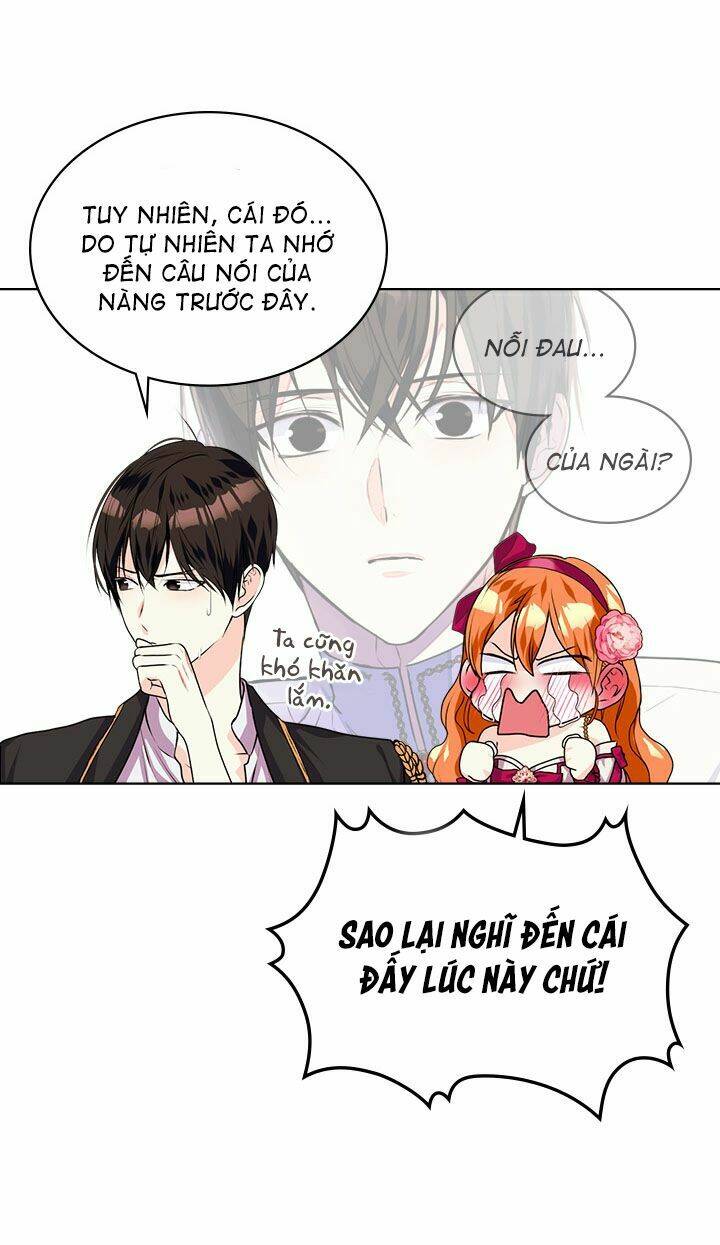 TUY NHIÊN, CÁI ĐÓ...
DO TỰ NHIÊN TA NHỚ
ĐẾN CÂU NÓI CỦA
NÀNG TRƯỚC ĐÂY.
NỖI ĐAU...
CỦA NGÀI?
Ta cũng
khó khăn
lắm.
SAO LẠI NGHĨ ĐẾN CÁI
ĐẤY LÚC NÀY CHỨ!